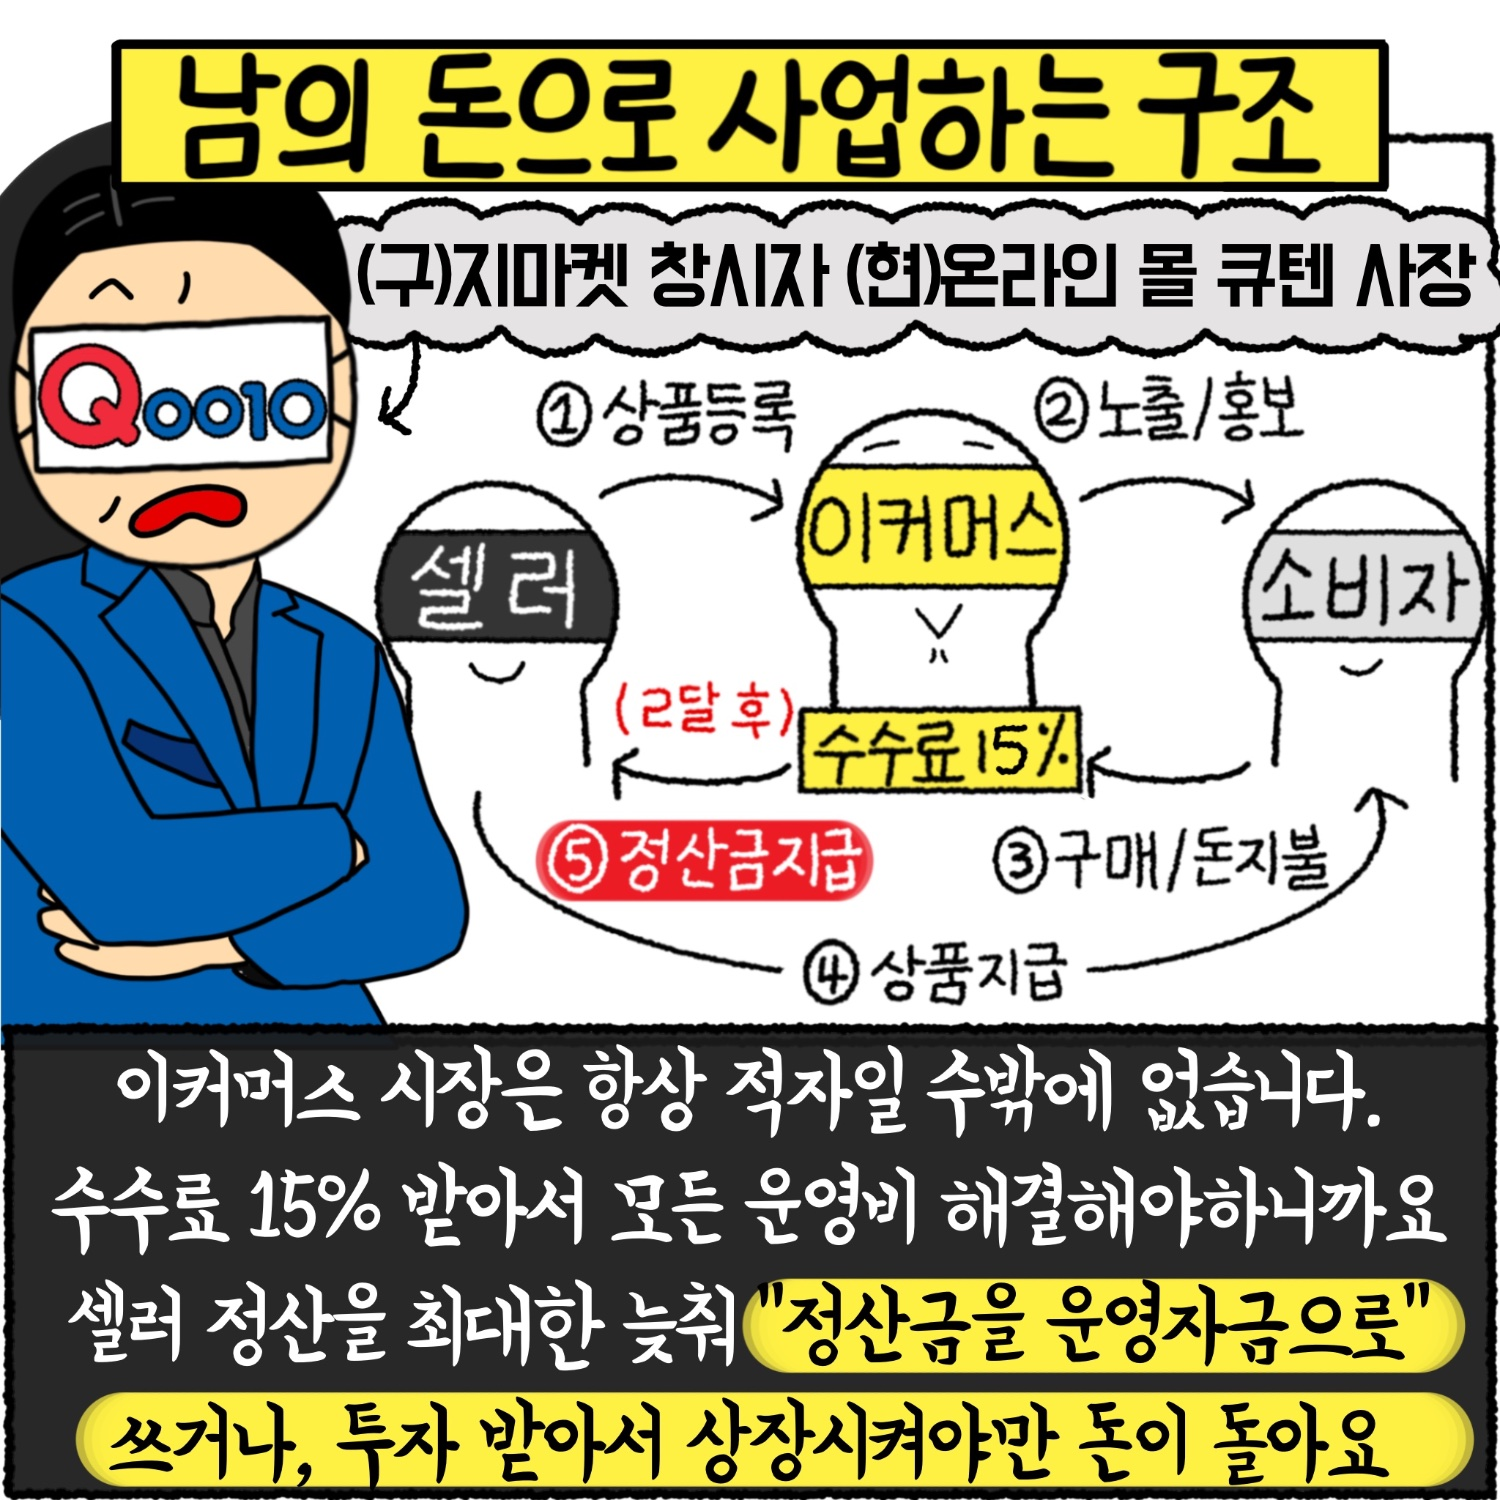 남의 돈으로 사업하는 구조
(구)지마켓 창시자 (현)온라인 몰 큐텐 사장
Qoo10
①상품등록
②노출/홍보
이커머스
셀러
소비자
(2달 후)
수수료 15%
⑤정산금지급
③구매/돈지불
④상품지급
이커머스 시장은 항상 적자일 수밖에 없습니다.
수수료 15% 받아서 모든 운영비 해결해야하니까요
셀러 정산을 최대한 늦춰 "정산금을 운영자금으로"
쓰거나, 투자 받아서 상장시켜야만 돈이 돌아요